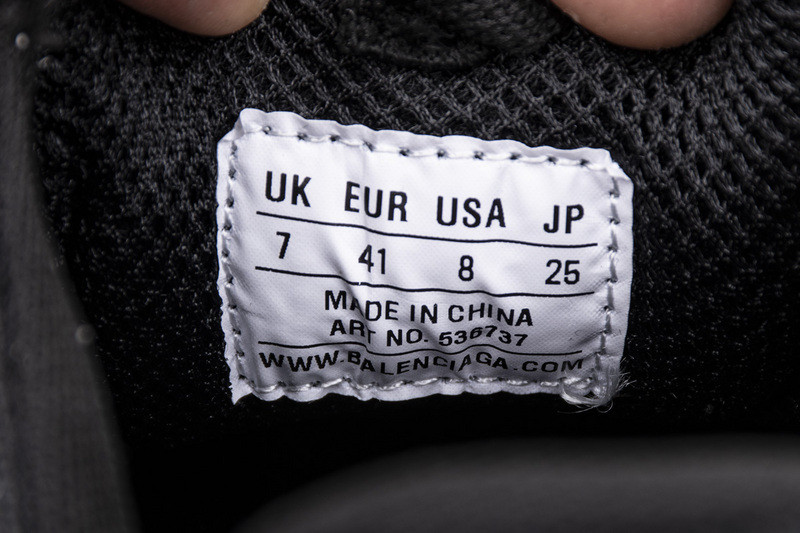 UK EUR USA JP
7 41 8 25
MADE IN CHINA
ART NO. 536737
WWW.BALENCIAGA.COM